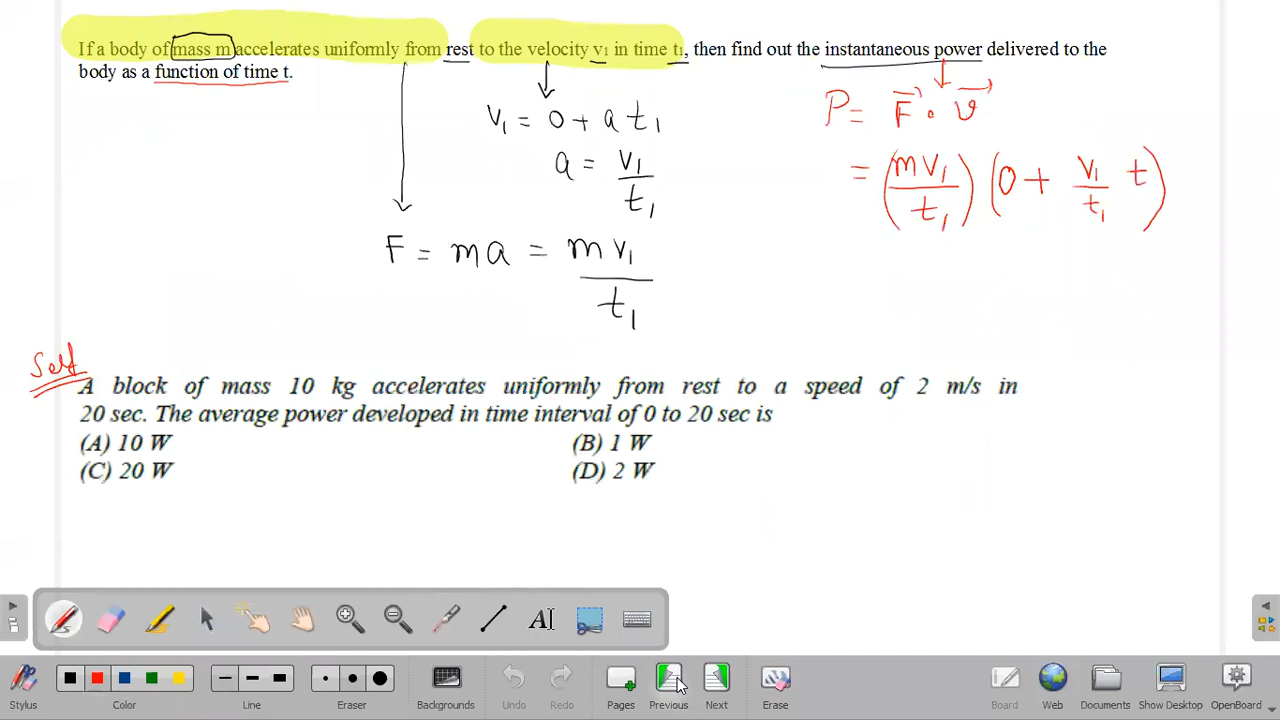 If a body of mass m accelerates uniformly from rest to the velocity v₁ in time t₁, then find out the instantaneous power delivered to the
body as a function of time t.
v₁ = 0 + a t₁
a = v₁/t₁
F = ma = m v₁/t₁
P = F⃗ · v⃗
= (m v₁/t₁) (0 + v₁/t₁ t)
Self
A block of mass 10 kg accelerates uniformly from rest to a speed of 2 m/s in
20 sec. The average power developed in time interval of 0 to 20 sec is
(A) 10 W (B) 1 W
(C) 20 W (D) 2 W
Stylus Color Line Eraser Backgrounds Undo Redo Pages Previous Next Erase Board Web Documents Show Desktop OpenBoard